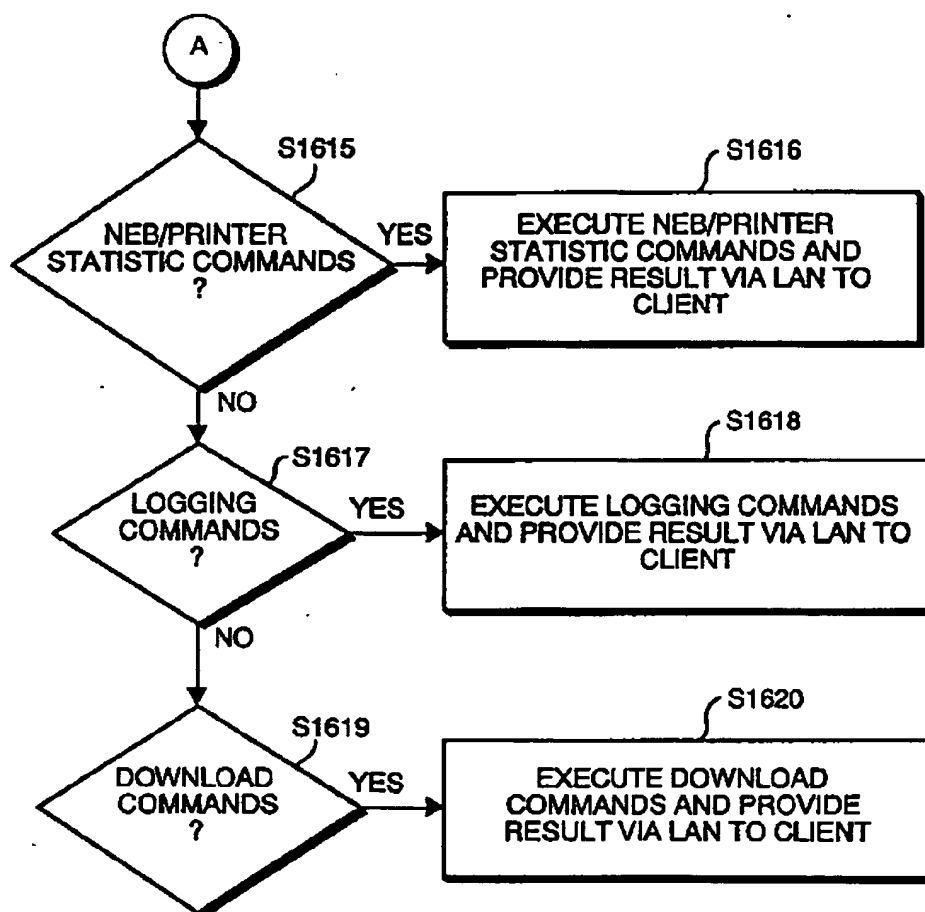 A
S1615
NEB/PRINTER
STATISTIC COMMANDS
?
YES
S1616
EXECUTE NEB/PRINTER
STATISTIC COMMANDS AND
PROVIDE RESULT VIA LAN TO
CLIENT
NO
S1617
LOGGING
COMMANDS
?
YES
S1618
EXECUTE LOGGING COMMANDS
AND PROVIDE RESULT VIA LAN TO
CLIENT
NO
S1619
DOWNLOAD
COMMANDS
?
YES
S1620
EXECUTE DOWNLOAD
COMMANDS AND PROVIDE
RESULT VIA LAN TO CLIENT